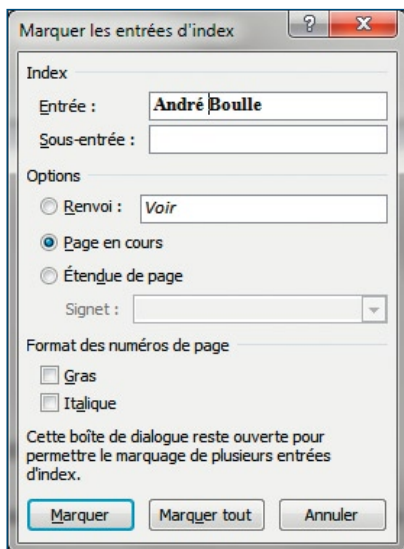 Marquer les entrées d'index
Index
Entrée : André Boulle
Sous-entrée :
Options
Renvoi : Voir
Page en cours
Étendue de page
Signet :
Format des numéros de page
Gras
Italique
Cette boîte de dialogue reste ouverte pour
permettre le marquage de plusieurs entrées
d'index.
Marquer Marquer tout Annuler